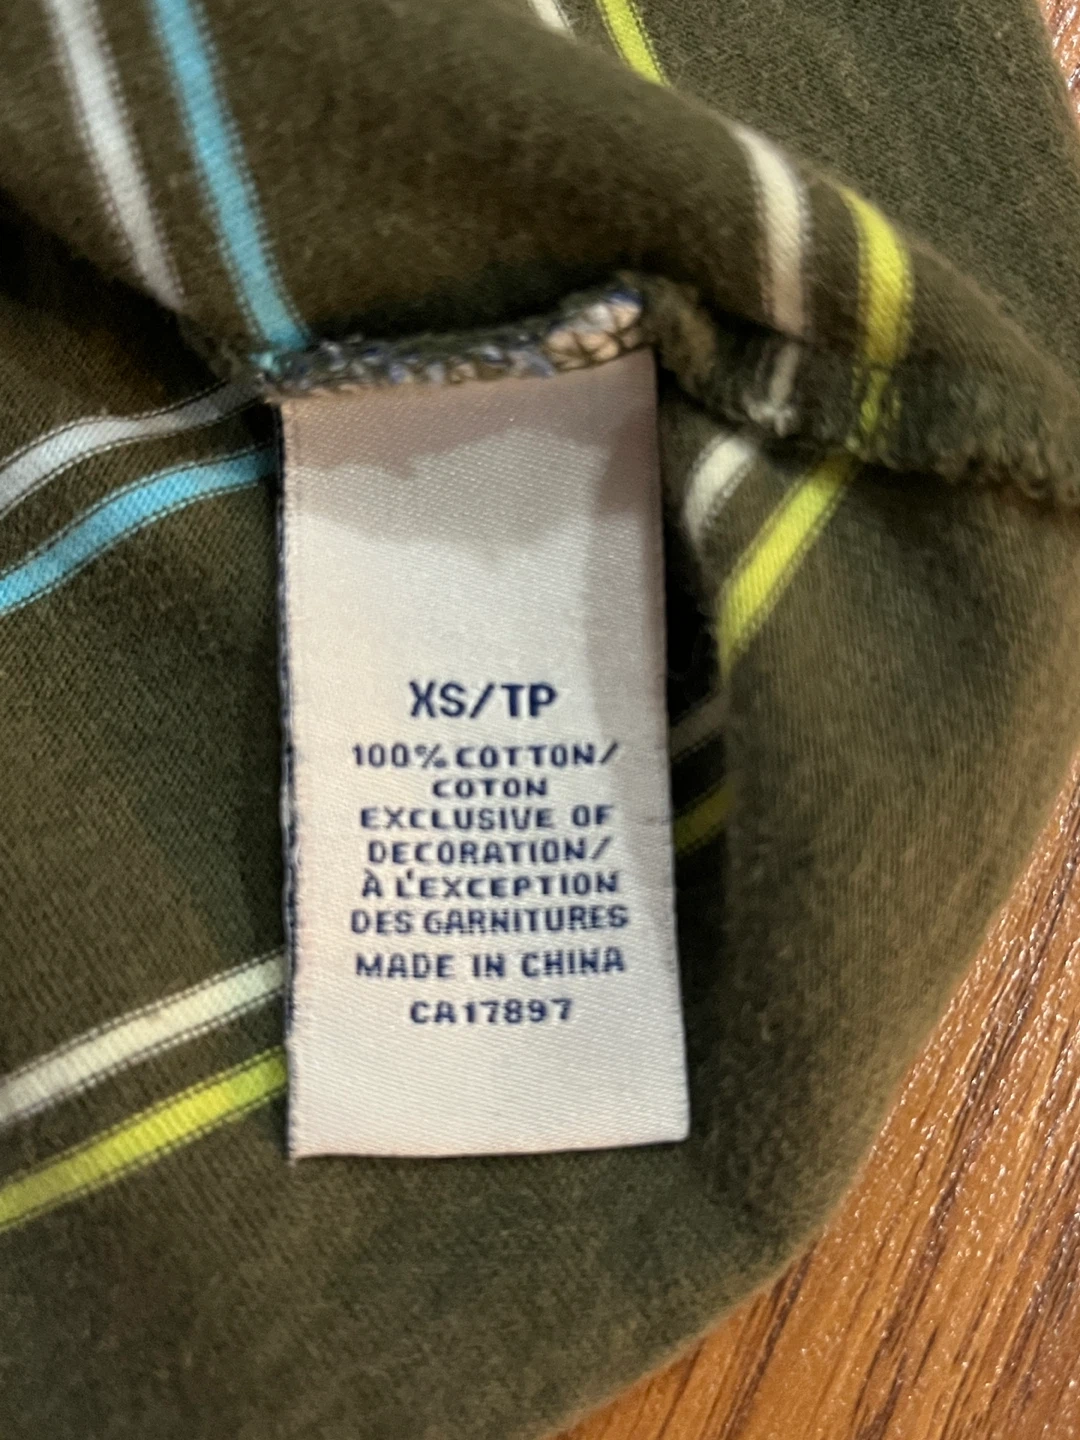 XS/TP
100% COTTON/
COTON
EXCLUSIVE OF
DECORATION/
À L'EXCEPTION
DES GARNITURES
MADE IN CHINA
CA17897